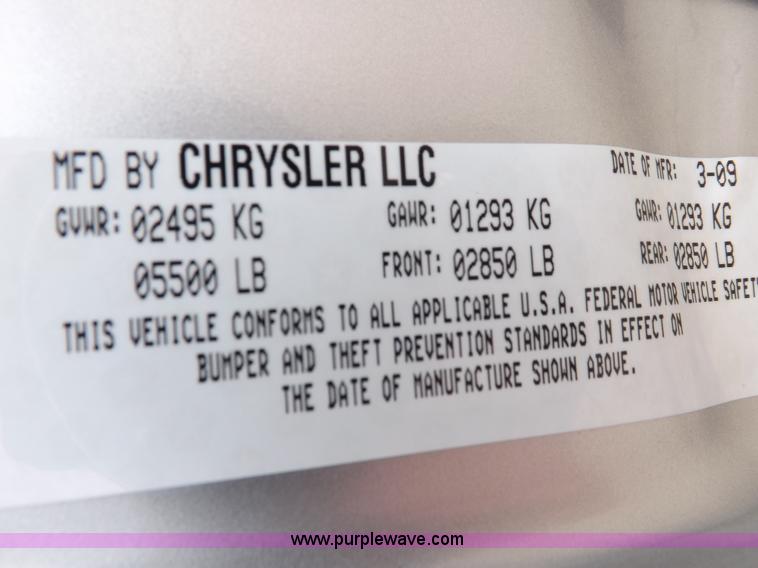 MFD BY CHRYSLER LLC DATE OF MFR: 3-09
GVWR: 02495 KG GAWR: 01293 KG GAWR: 01293 KG
05500 LB FRONT: 02850 LB REAR: 02850 LB
THIS VEHICLE CONFORMS TO ALL APPLICABLE U.S.A. FEDERAL MOTOR VEHICLE SAFETY
BUMPER AND THEFT PREVENTION STANDARDS IN EFFECT ON
THE DATE OF MANUFACTURE SHOWN ABOVE.
www.purplewave.com